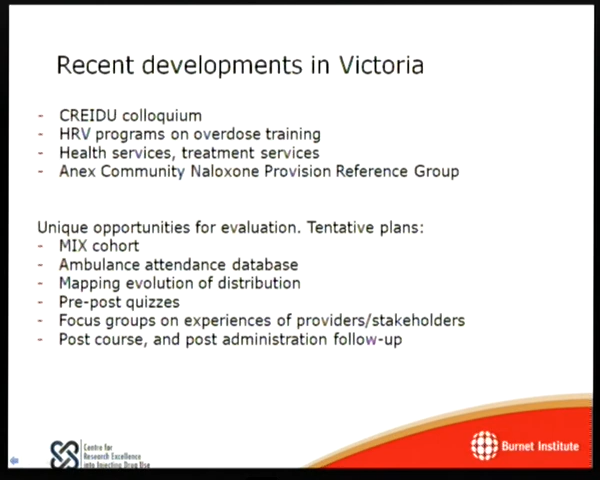 Recent developments in Victoria
- CREIDU colloquium
- HRV programs on overdose training
- Health services, treatment services
- Anex Community Naloxone Provision Reference Group
Unique opportunities for evaluation. Tentative plans:
- MIX cohort
- Ambulance attendance database
- Mapping evolution of distribution
- Pre-post quizzes
- Focus groups on experiences of providers/stakeholders
- Post course, and post administration follow-up
Centre for
Research Excellence
into Injecting Drug Use
Burnet Institute